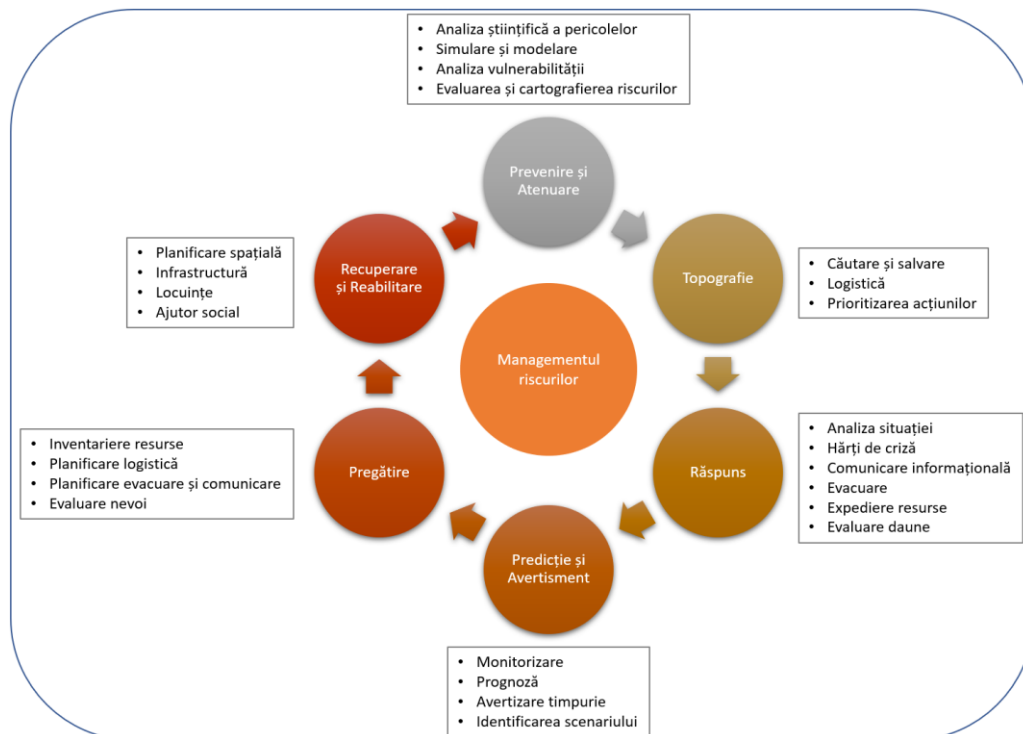 • Analiza științifică a pericolelor
• Simulare și modelare
• Analiza vulnerabilității
• Evaluarea și cartografierea riscurilor
Prevenire și
Atenuare
Topografie
• Căutare și salvare
• Logistică
• Prioritizarea acțiunilor
Răspuns
• Analiza situației
• Hărți de criză
• Comunicare informațională
• Evacuare
• Expediere resurse
• Evaluare daune
Predicție și
Avertisment
• Monitorizare
• Prognoză
• Avertizare timpurie
• Identificarea scenariului
Pregătire
• Inventariere resurse
• Planificare logistică
• Planificare evacuare și comunicare
• Evaluare nevoi
Recuperare
și Reabilitare
• Planificare spațială
• Infrastructură
• Locuințe
• Ajutor social
Managementul
riscurilor